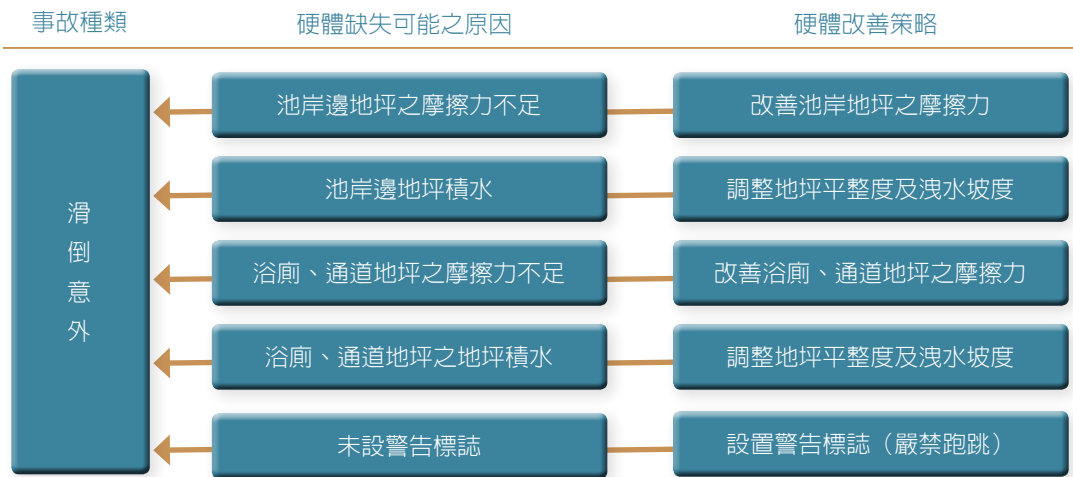 事故種類
硬體缺失可能之原因
硬體改善策略
滑倒意外
池岸邊地坪之摩擦力不足
改善池岸地坪之摩擦力
池岸邊地坪積水
調整地坪平整度及洩水坡度
浴廁、通道地坪之摩擦力不足
改善浴廁、通道地坪之摩擦力
浴廁、通道地坪之地坪積水
調整地坪平整度及洩水坡度
未設警告標誌
設置警告標誌（嚴禁跑跳）